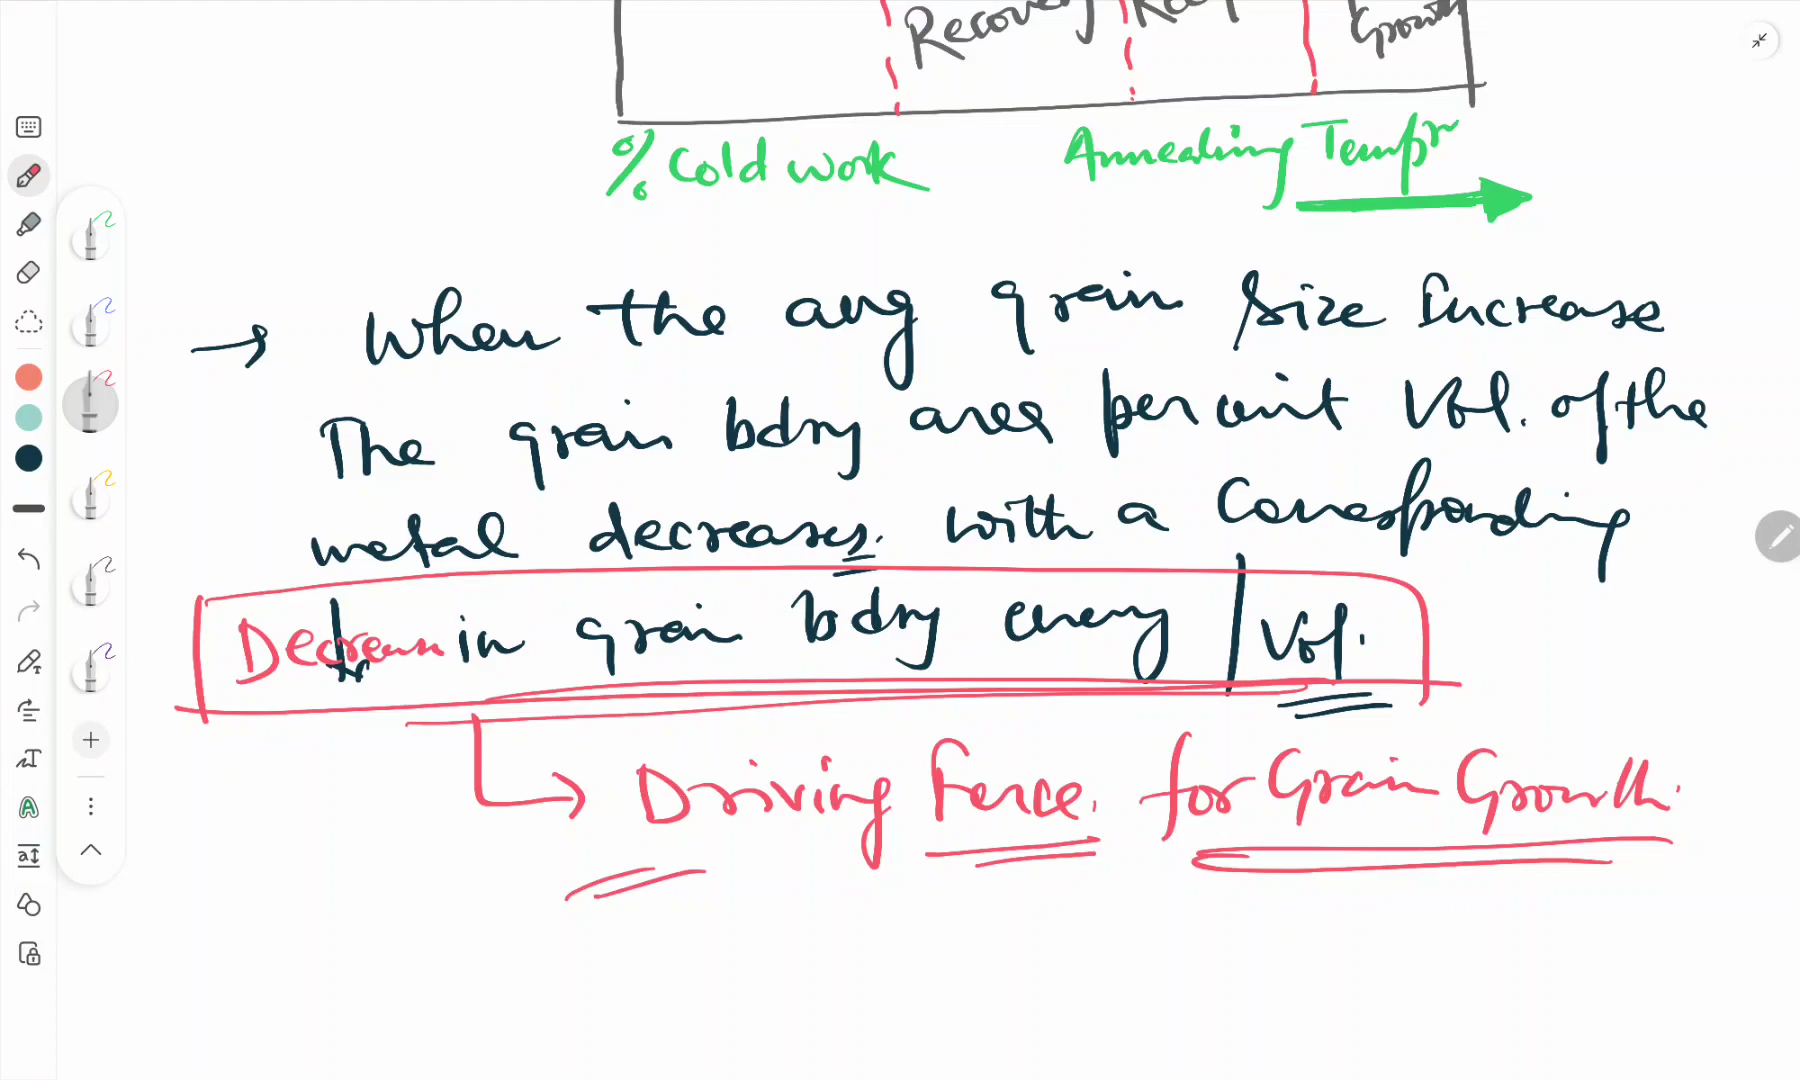 Recovery Growth
% Cold work Annealing Tempr
→ When the avg grain Size Increase
The grain bdry area per unit Vol. of the
metal decreases. with a Corresponding
Decrease in grain bdry energy / Vol.
↳ Driving Force. for Grain Growth.